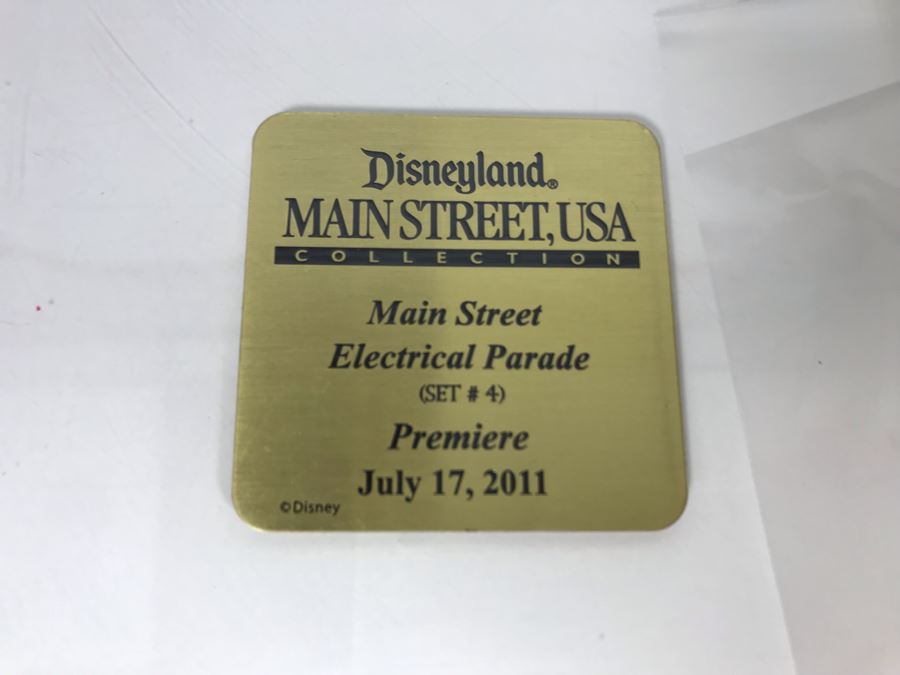 Disneyland®
MAIN STREET, USA
COLLECTION
Main Street
Electrical Parade
(SET # 4)
Premiere
July 17, 2011
©Disney